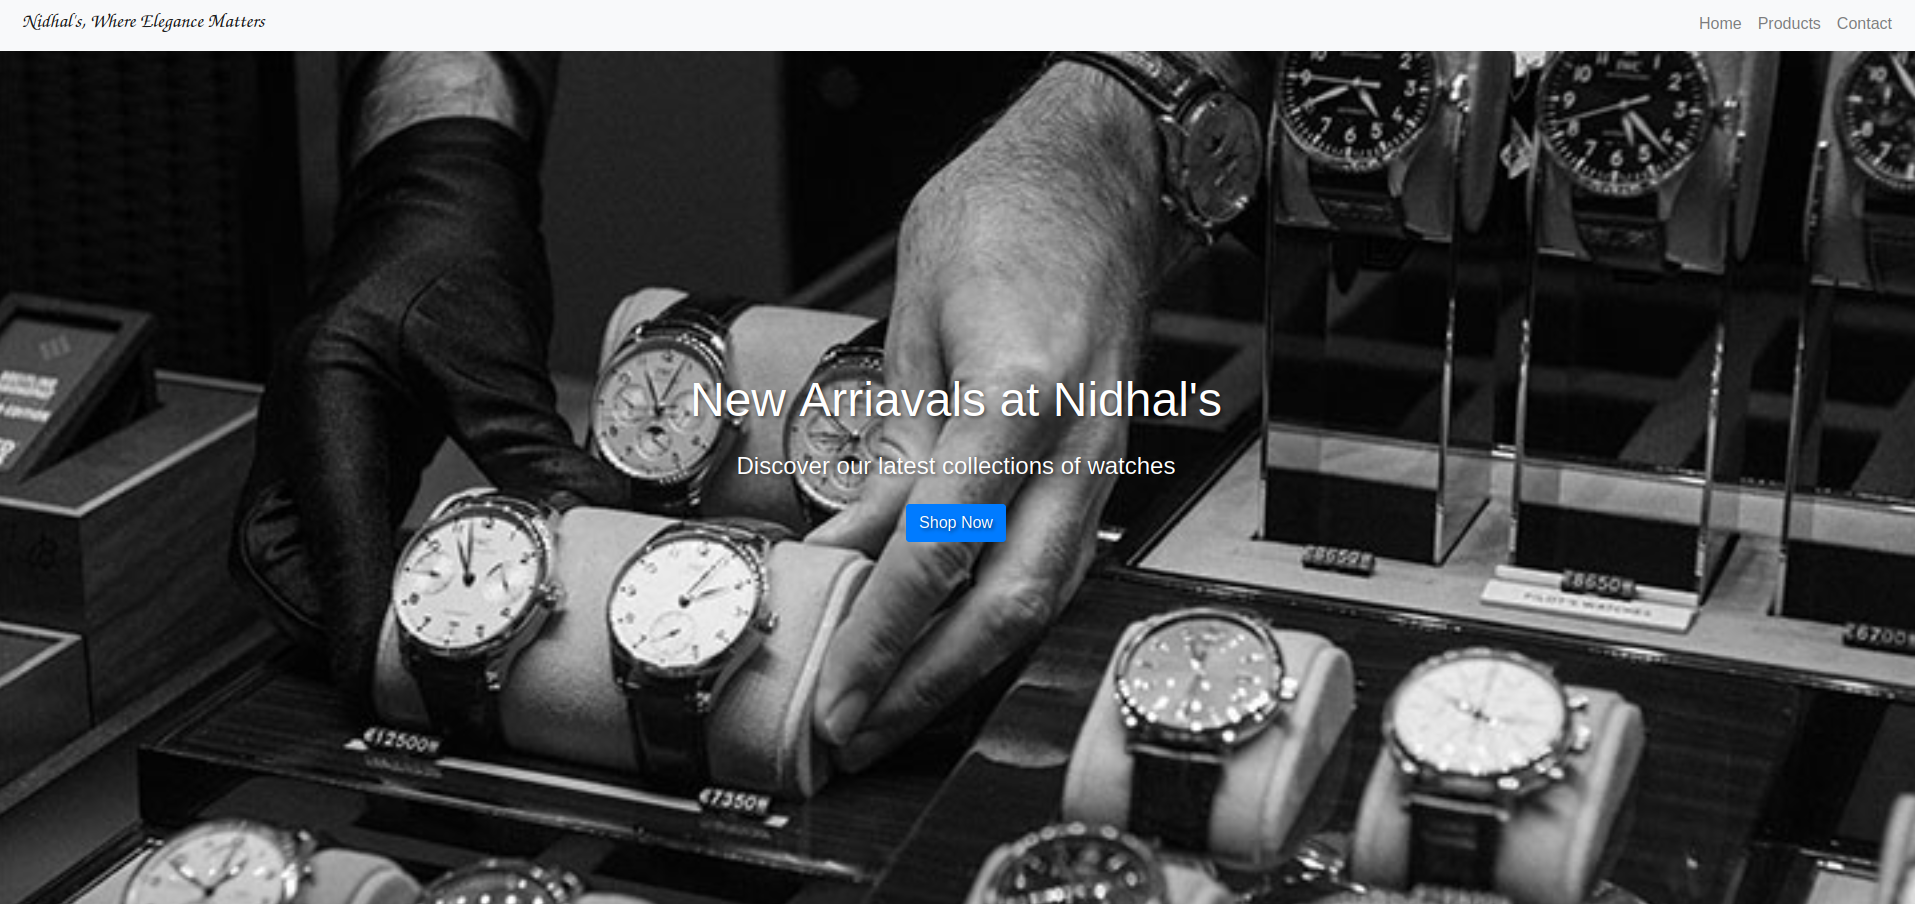 Nidhal's, Where Elegance Matters
Home Products Contact
New Arriavals at Nidhal's
Discover our latest collections of watches
Shop Now
€12500
€7350
8650
8650
PILOT'S WATCHES
6700